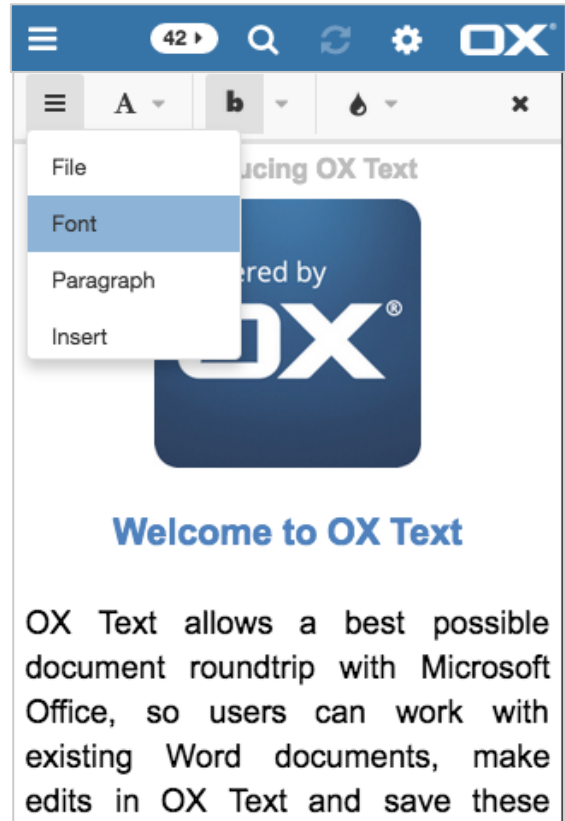 42
OX
A
b
ucing OX Text
File
Font
Paragraph
Insert
ered by
OX®
Welcome to OX Text
OX Text allows a best possible
document roundtrip with Microsoft
Office, so users can work with
existing Word documents, make
edits in OX Text and save these